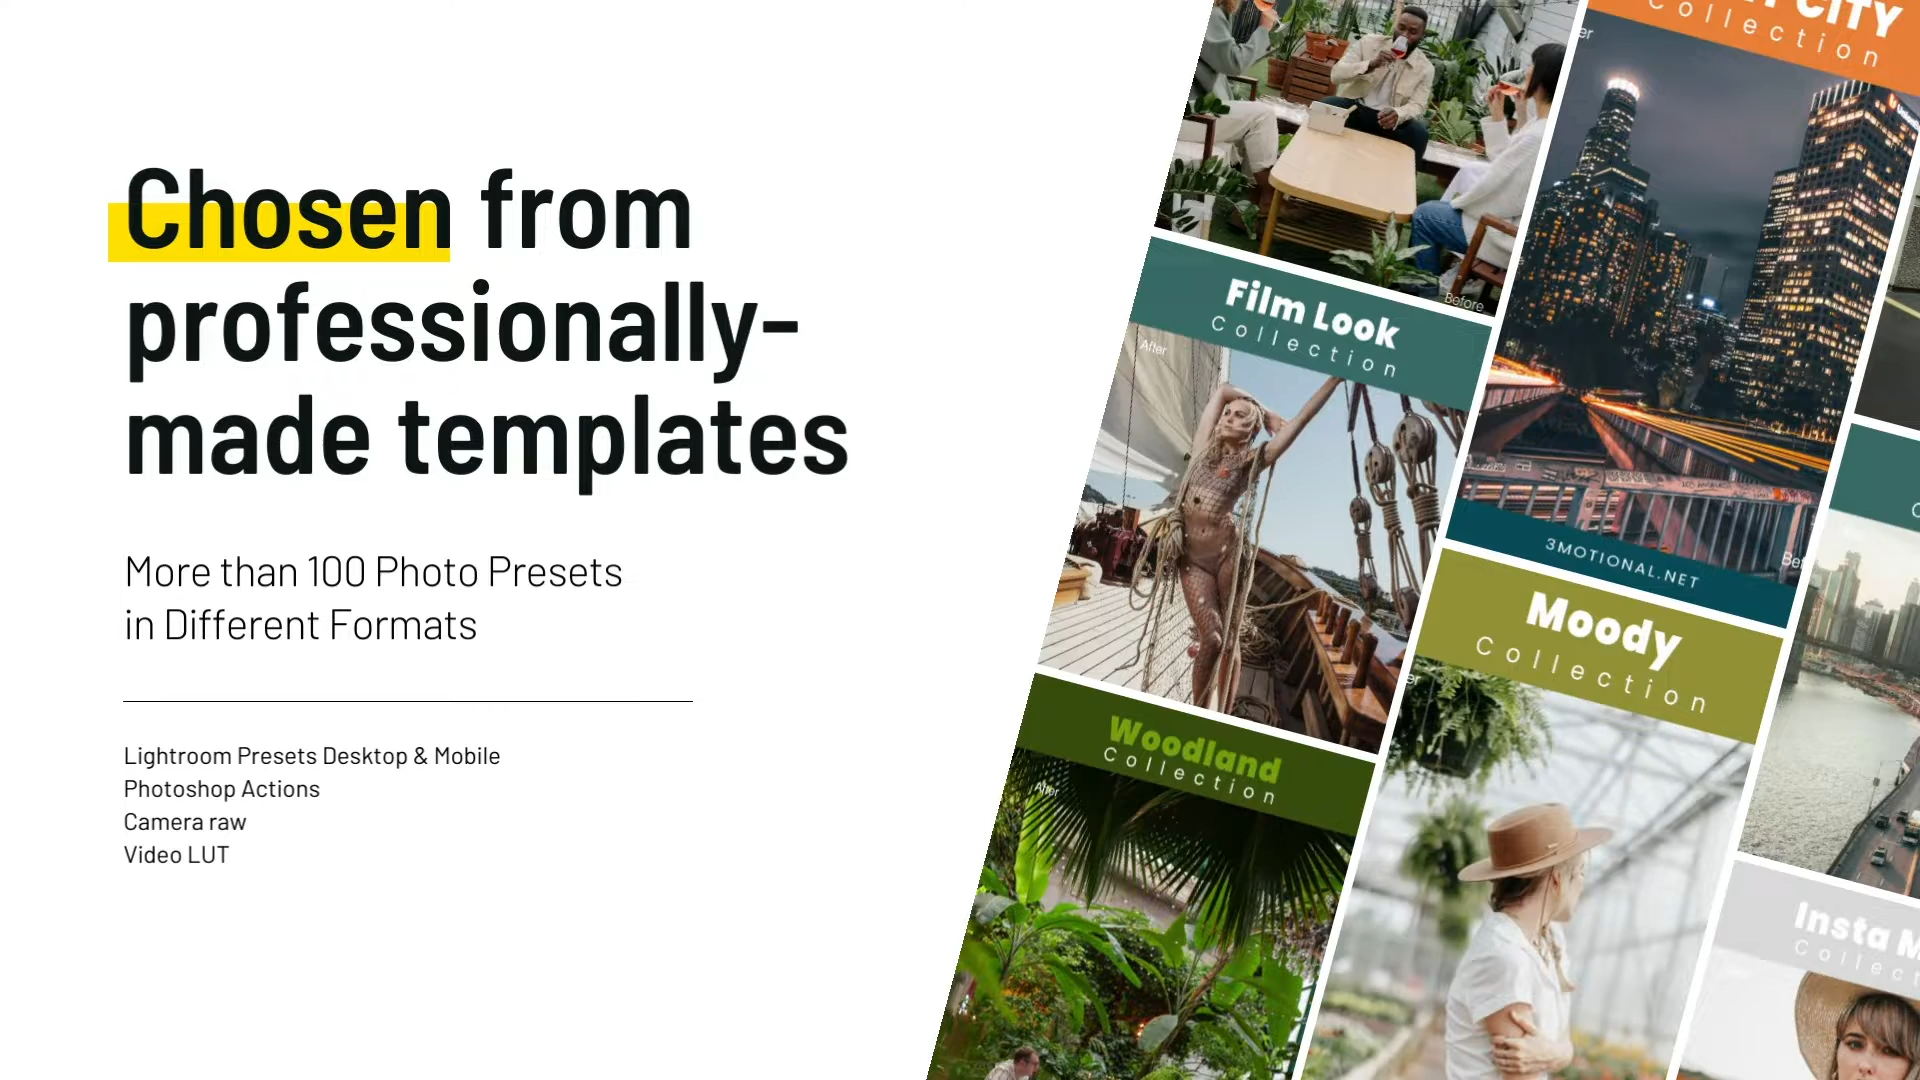 Chosen from
professionally-
made templates
More than 100 Photo Presets
in Different Formats
Lightroom Presets Desktop & Mobile
Photoshop Actions
Camera raw
Video LUT
Before
Film Look
Collection
After
Woodland
Collection
After
CITY
Collection
3MOTIONAL.NET
Moody
Collection
Insta